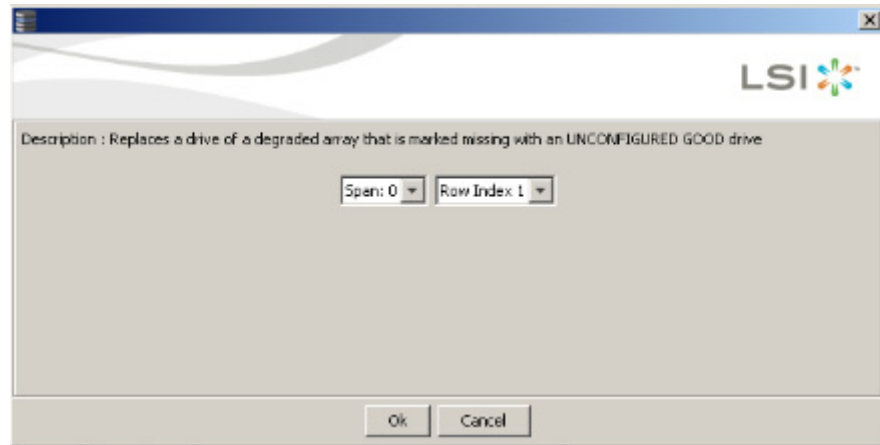 LSI
Description : Replaces a drive of a degraded array that is marked missing with an UNCONFIGURED GOOD drive
Span: 0 Row Index 1
Ok Cancel